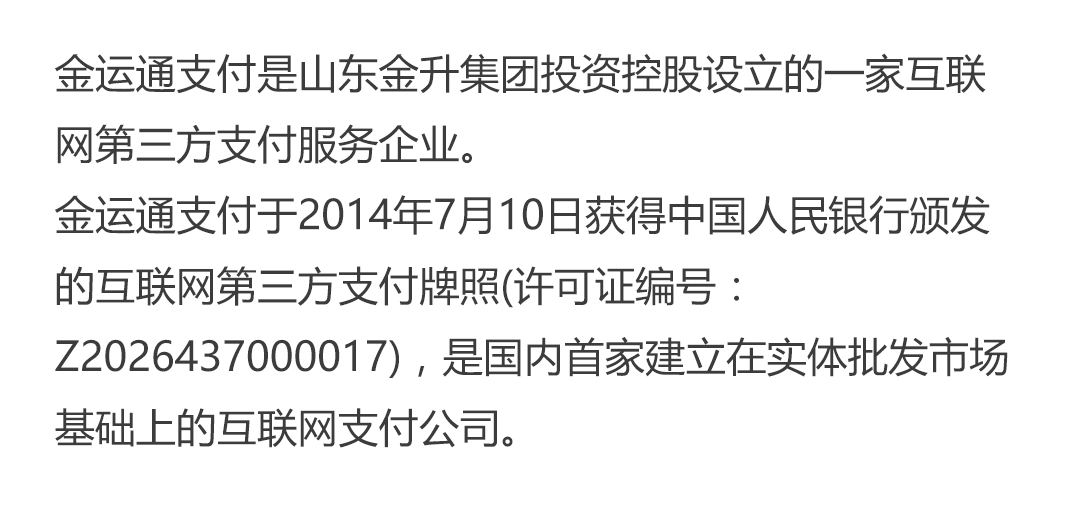 金运通支付是山东金升集团投资控股设立的一家互联
网第三方支付服务企业。
金运通支付于2014年7月10日获得中国人民银行颁发
的互联网第三方支付牌照(许可证编号：
Z2026437000017)，是国内首家建立在实体批发市场
基础上的互联网支付公司。